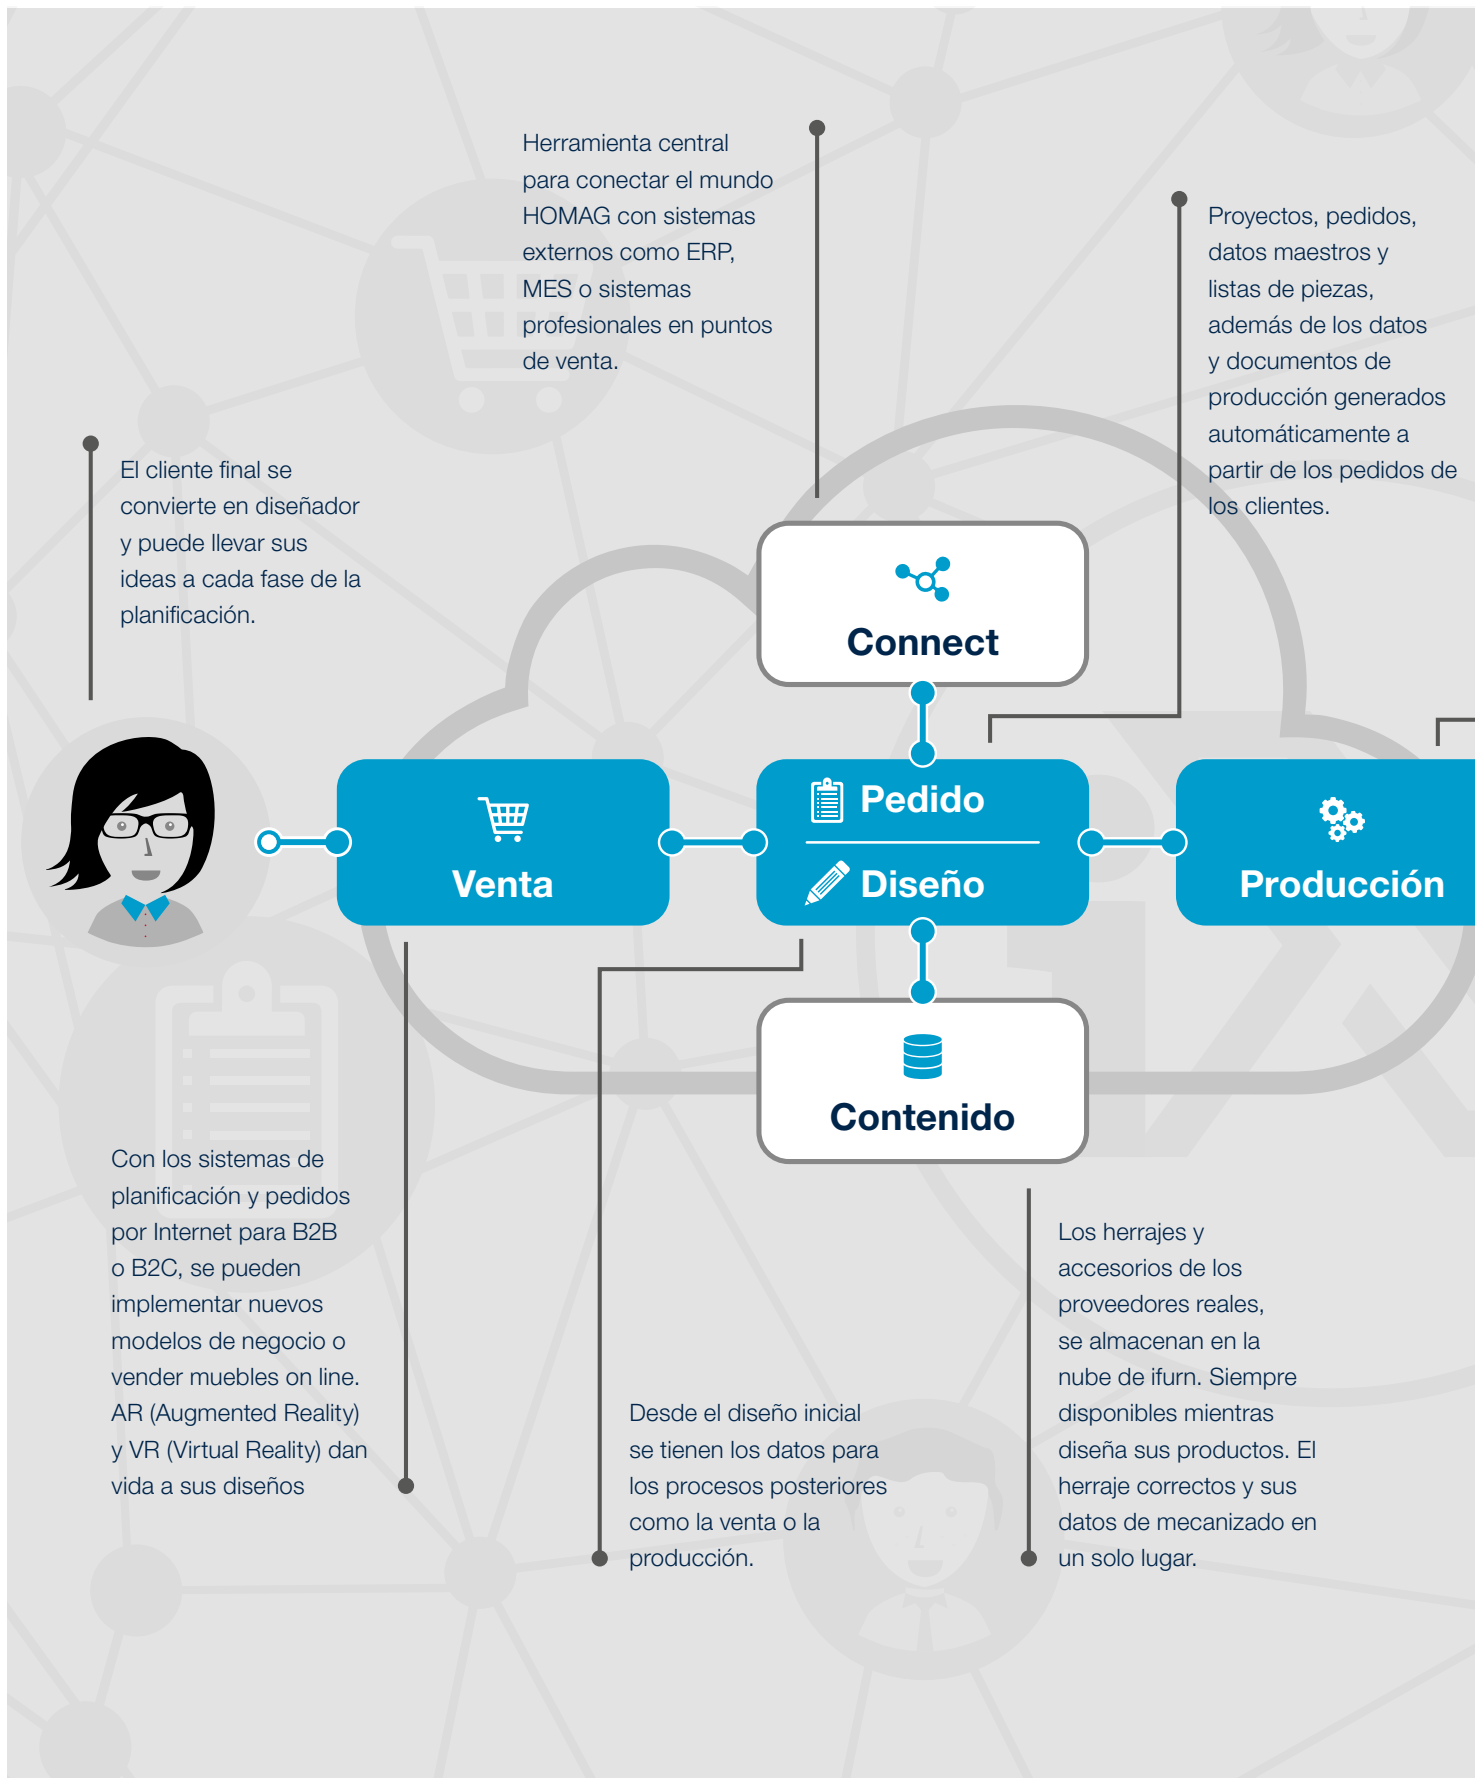 Herramienta central
para conectar el mundo
HOMAG con sistemas
externos como ERP,
MES o sistemas
profesionales en puntos
de venta.
Proyectos, pedidos,
datos maestros y
listas de piezas,
además de los datos
y documentos de
producción generados
automáticamente a
partir de los pedidos de
los clientes.
El cliente final se
convierte en diseñador
y puede llevar sus
ideas a cada fase de la
planificación.
Connect
Venta
Pedido
Diseño
Producción
Contenido
Con los sistemas de
planificación y pedidos
por Internet para B2B
o B2C, se pueden
implementar nuevos
modelos de negocio o
vender muebles on line.
AR (Augmented Reality)
y VR (Virtual Reality) dan
vida a sus diseños
Desde el diseño inicial
se tienen los datos para
los procesos posteriores
como la venta o la
producción.
Los herrajes y
accesorios de los
proveedores reales,
se almacenan en la
nube de ifurn. Siempre
disponibles mientras
diseña sus productos. El
herraje correctos y sus
datos de mecanizado en
un solo lugar.